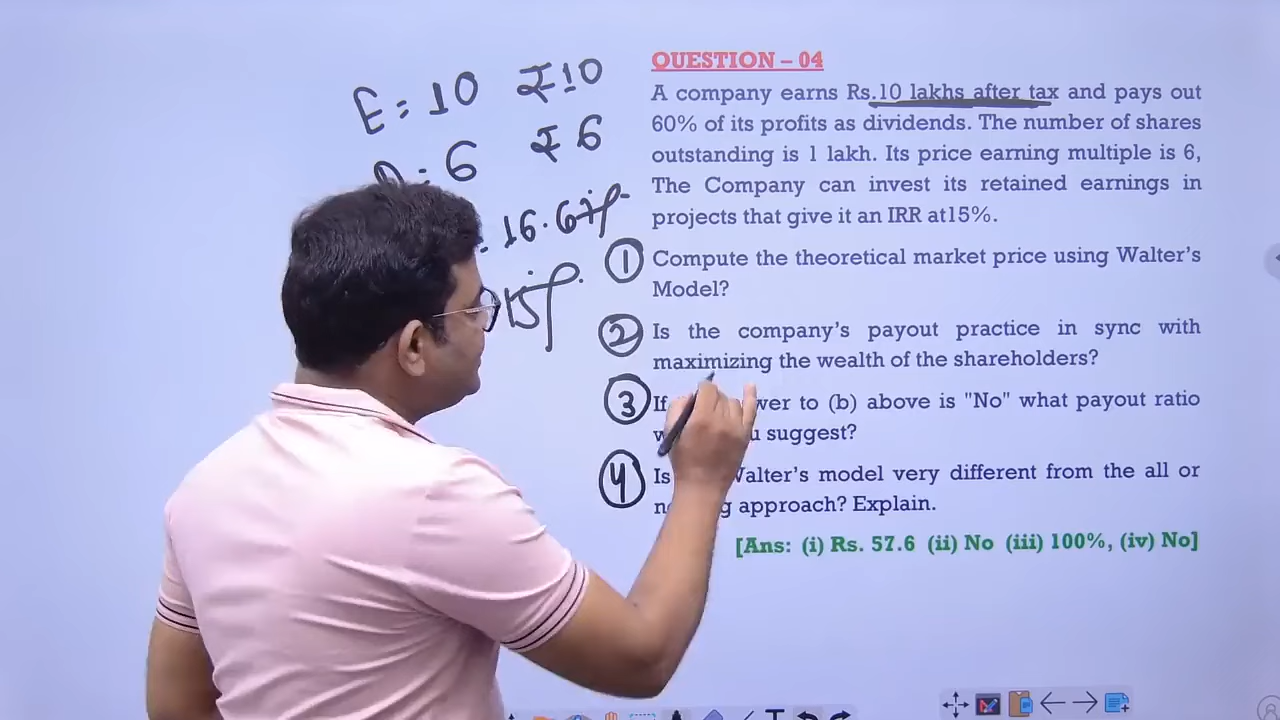 E = 10 ₹10
D = 6 ₹6
16.67%
15%
QUESTION – 04
A company earns Rs.10 lakhs after tax and pays out
60% of its profits as dividends. The number of shares
outstanding is 1 lakh. Its price earning multiple is 6,
The Company can invest its retained earnings in
projects that give it an IRR at15%.
1 Compute the theoretical market price using Walter's
Model?
2 Is the company's payout practice in sync with
maximizing the wealth of the shareholders?
3 If wer to (b) above is "No" what payout ratio
suggest?
4 Is Walter's model very different from the all or
approach? Explain.
[Ans: (i) Rs. 57.6 (ii) No (iii) 100%, (iv) No]